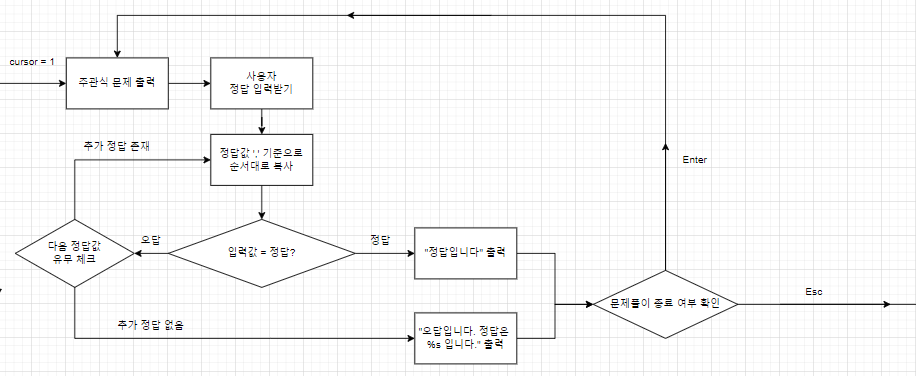 cursor = 1
주관식 문제 출력
사용자
정답 입력받기
추가 정답 존재
정답값 ',' 기준으로
순서대로 복사
Enter
다음 정답값
유무 체크
오답
입력값 = 정답?
정답
"정답입니다" 출력
문제풀이 종료 여부 확인
Esc
추가 정답 없음
"오답입니다. 정답은
%s 입니다." 출력